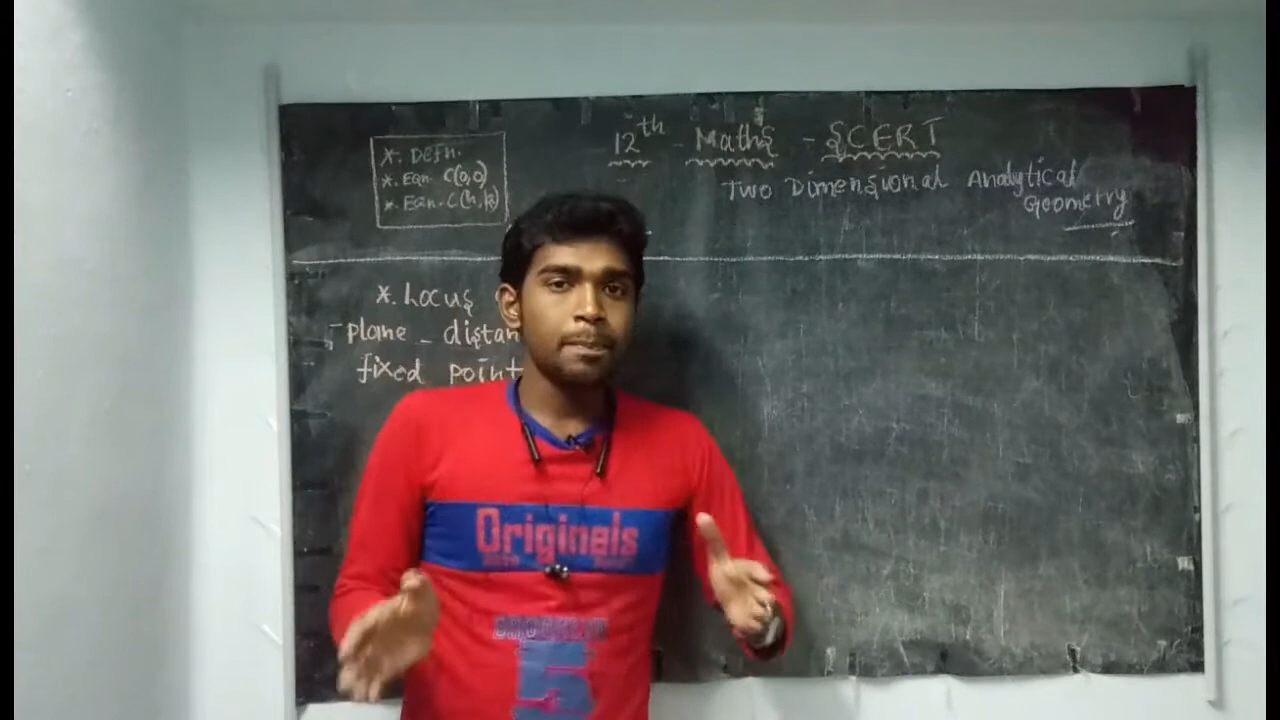 12th - Maths - SCERT
Two Dimensional Analytical
Geometry
*. Defn.
*. Eqn. C(0,0)
*. Eqn. C(h,k)
*. Locus
plane - distan
fixed point
Originals
5